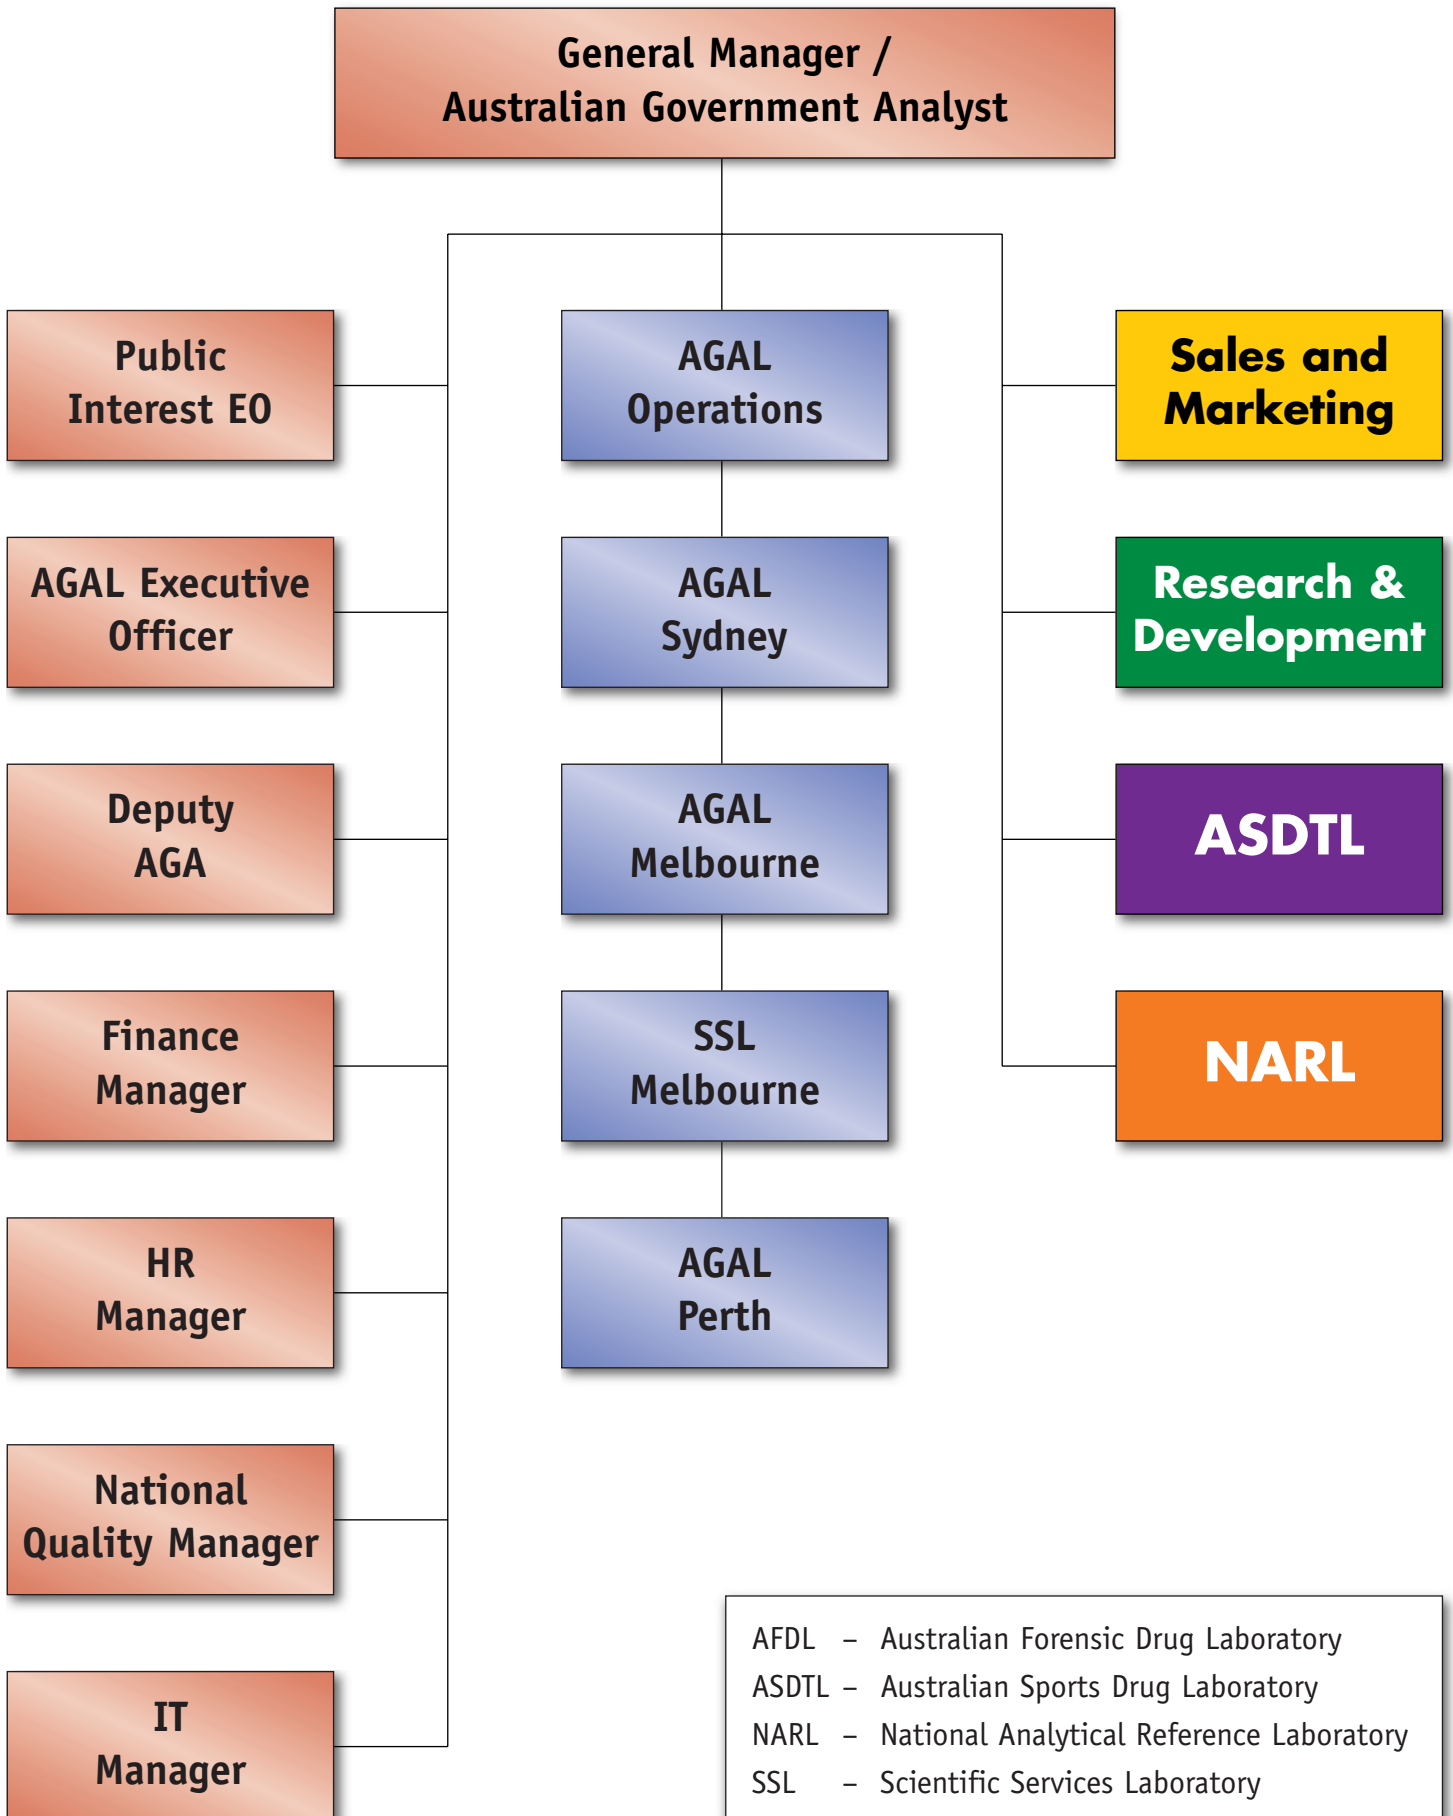 General Manager /
Australian Government Analyst
Public
Interest EO
AGAL Executive
Officer
Deputy
AGA
Finance
Manager
HR
Manager
National
Quality Manager
IT
Manager
AGAL
Operations
AGAL
Sydney
AGAL
Melbourne
SSL
Melbourne
AGAL
Perth
Sales and
Marketing
Research &
Development
ASDTL
NARL
AFDL – Australian Forensic Drug Laboratory
ASDTL – Australian Sports Drug Laboratory
NARL – National Analytical Reference Laboratory
SSL – Scientific Services Laboratory